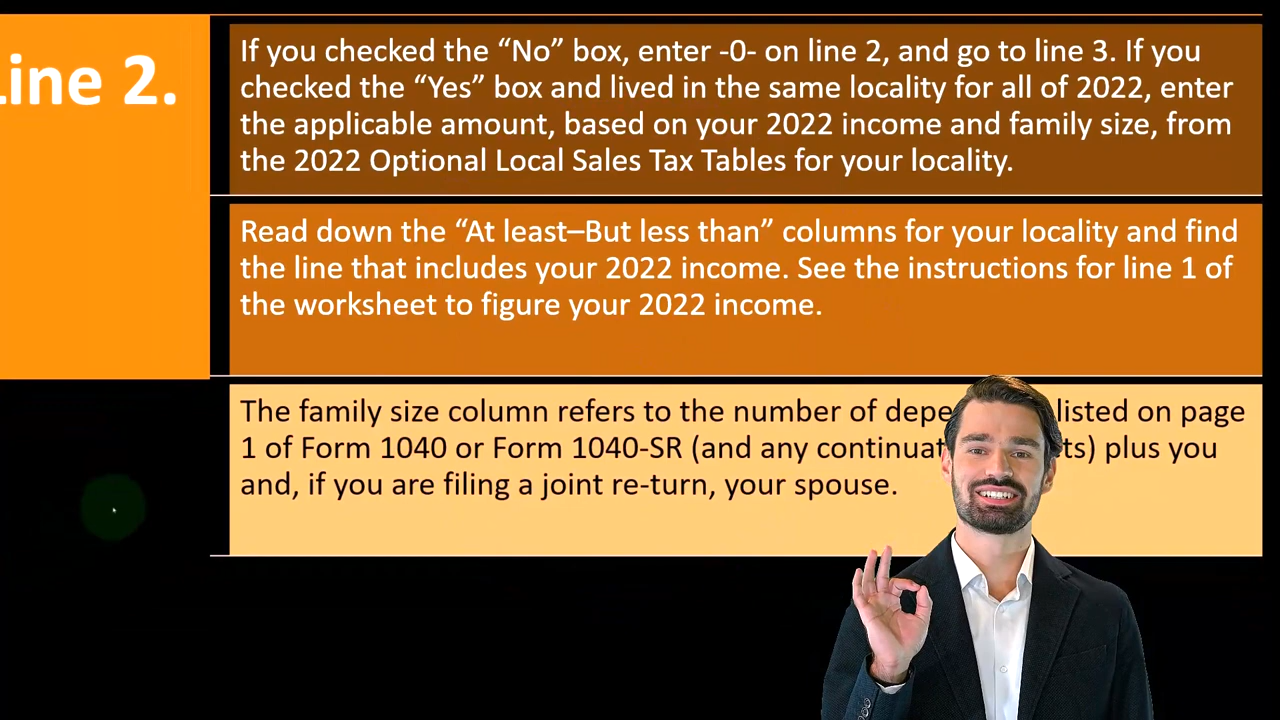 Line 2.
If you checked the “No” box, enter -0- on line 2, and go to line 3. If you
checked the “Yes” box and lived in the same locality for all of 2022, enter
the applicable amount, based on your 2022 income and family size, from
the 2022 Optional Local Sales Tax Tables for your locality.
Read down the “At least–But less than” columns for your locality and find
the line that includes your 2022 income. See the instructions for line 1 of
the worksheet to figure your 2022 income.
The family size column refers to the number of listed on page
1 of Form 1040 or Form 1040-SR (and any plus you
and, if you are filing a joint re-turn, your spouse.